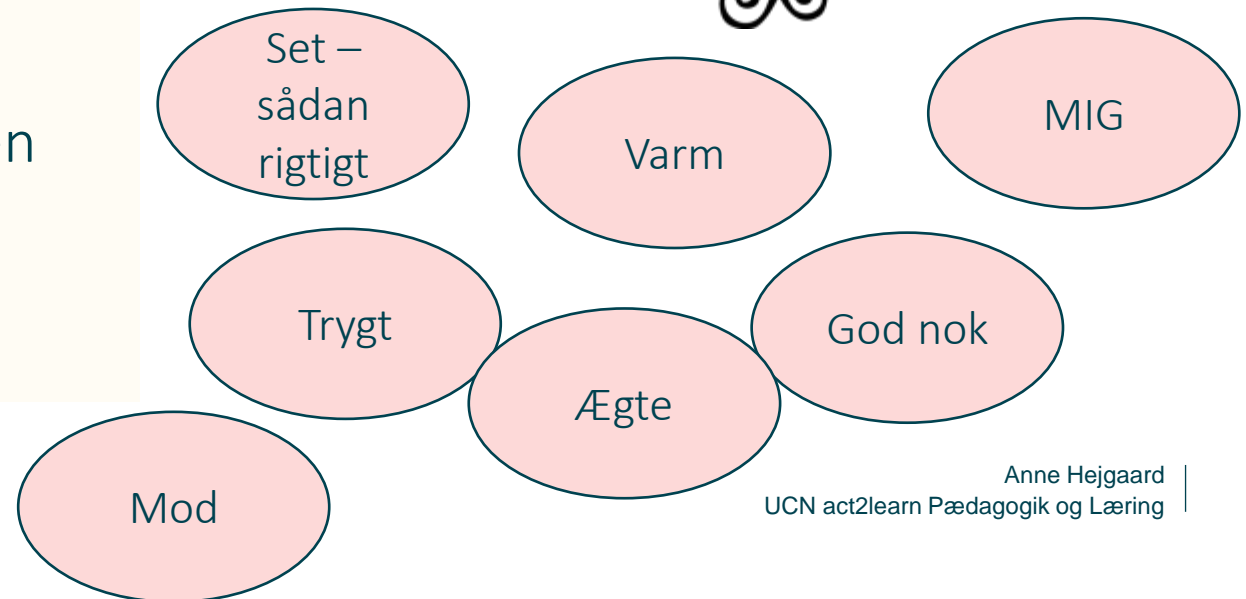 n
Set –
sådan
rigtigt
Varm
MIG
Trygt
God nok
Ægte
Mod
Anne Hejgaard
UCN act2learn Pædagogik og Læring